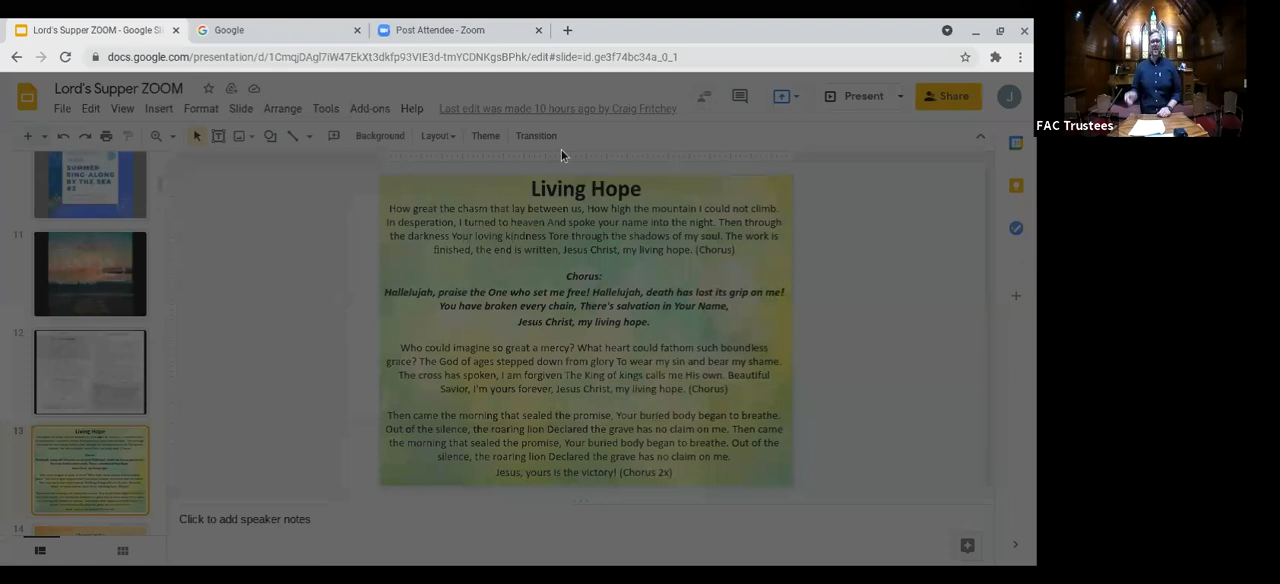 Lord's Supper ZOOM - Google Sli
Google
Post Attendee - Zoom
docs.google.com/presentation/d/1CmqjDAgl7iW47EkXt3dkfp93VIE3d-tmYCDNKgsBPhk/edit#slide=id.ge3f74bc34a_0_1
Lord's Supper ZOOM
File Edit View Insert Format Slide Arrange Tools Add-ons Help Last edit was made 10 hours ago by Craig Fritchey
Present
Share
J
FAC Trustees
Background Layout Theme Transition
SUMMER
SING-ALONG
BY THE SEA
#2
11
12
13
Living Hope
14
Living Hope
How great the chasm that lay between us, How high the mountain I could not climb.
In desperation, I turned to heaven And spoke your name into the night. Then through
the darkness Your loving kindness Tore through the shadows of my soul. The work is
finished, the end is written, Jesus Christ, my living hope. (Chorus)
Chorus:
Hallelujah, praise the One who set me free! Hallelujah, death has lost its grip on me!
You have broken every chain, There's salvation in Your Name,
Jesus Christ, my living hope.
Who could imagine so great a mercy? What heart could fathom such boundless
grace? The God of ages stepped down from glory To wear my sin and bear my shame.
The cross has spoken, I am forgiven The King of kings calls me His own. Beautiful
Savior, I'm yours forever, Jesus Christ, my living hope. (Chorus)
Then came the morning that sealed the promise, Your buried body began to breathe.
Out of the silence, the roaring lion Declared the grave has no claim on me. Then came
the morning that sealed the promise, Your buried body began to breathe. Out of the
silence, the roaring lion Declared the grave has no claim on me.
Jesus, yours is the victory! (Chorus 2x)
Click to add speaker notes